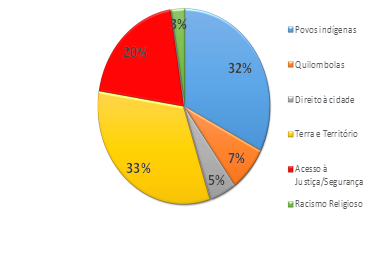 3%
20%
32%
33%
5%
7%
Povos indígenas
Quilombolas
Direito à cidade
Terra e Território
Acesso à
Justiça/Segurança
Racismo Religioso